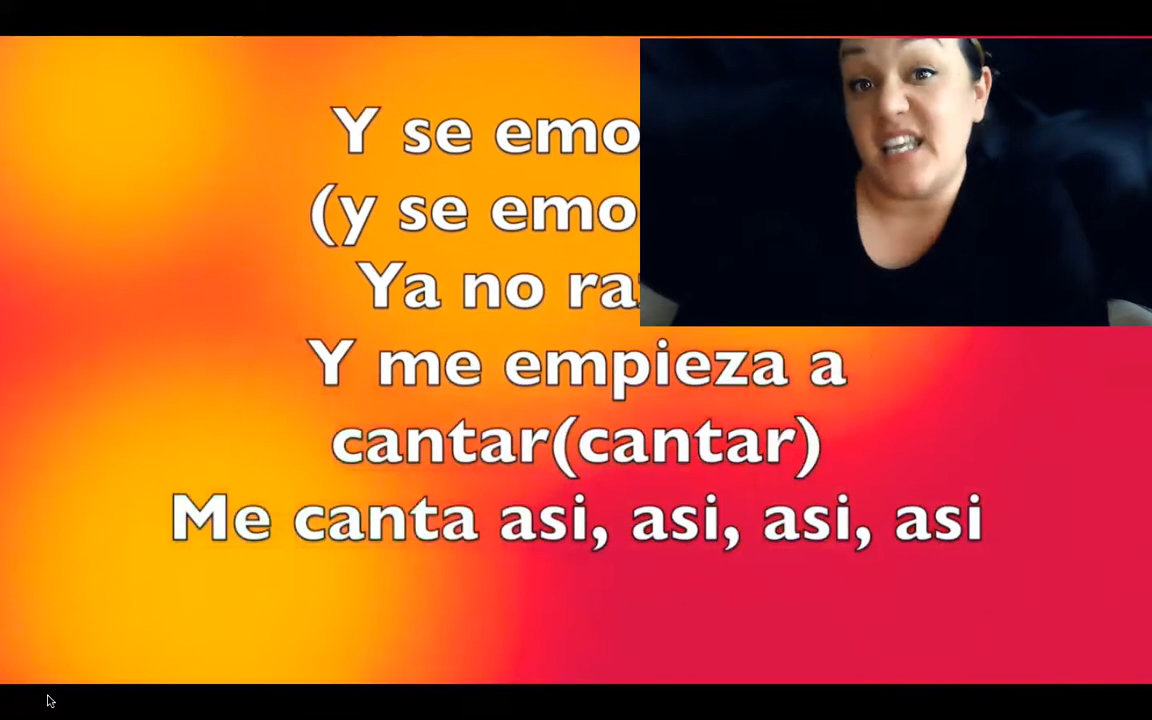 Y se emo
(y se emo
Ya no ra
Y me empieza a
cantar(cantar)
Me canta asi, asi, asi, asi